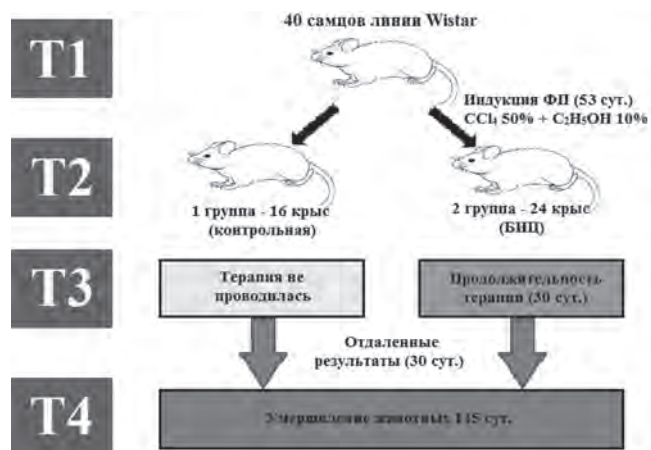 T1
40 самцов линии Wistar
Индукция ФП (53 сут.)
CCl₄ 50% + C₂H₅OH 10%
T2
1 группа - 16 крыс
(контрольная)
2 группа - 24 крыс
(БИЦ)
T3
Терапия не
проводилась
Продолжительность
терапии (30 сут.)
Отдаленные
результаты (30 сут.)
T4
Умерщвление животных 115 сут.